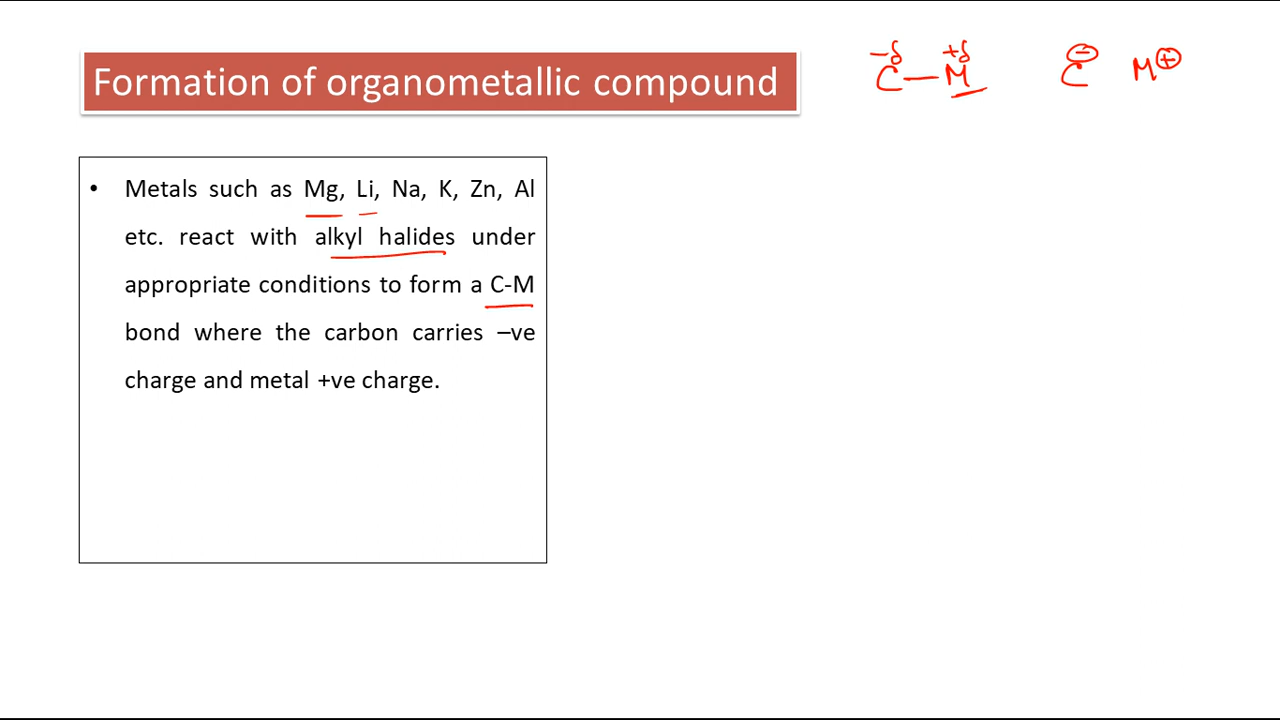 Formation of organometallic compound
−δ +δ
C—M
C⊖ M⊕
• Metals such as Mg, Li, Na, K, Zn, Al
etc. react with alkyl halides under
appropriate conditions to form a C-M
bond where the carbon carries –ve
charge and metal +ve charge.